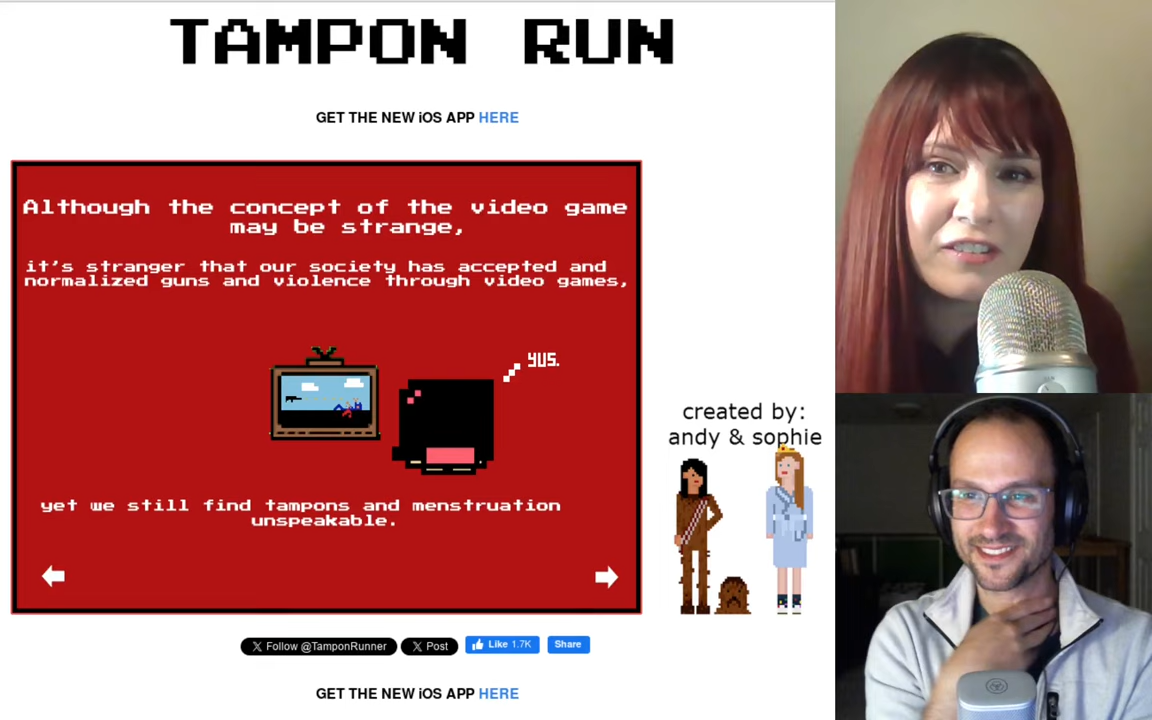 TAMPON RUN
GET THE NEW iOS APP HERE
Although the concept of the video game
may be strange,
it's stranger that our society has accepted and
normalized guns and violence through video games,
YUS.
yet we still find tampons and menstruation
unspeakable.
created by:
andy & sophie
Follow @TamponRunner
Post
Like 1.7K
Share
GET THE NEW iOS APP HERE